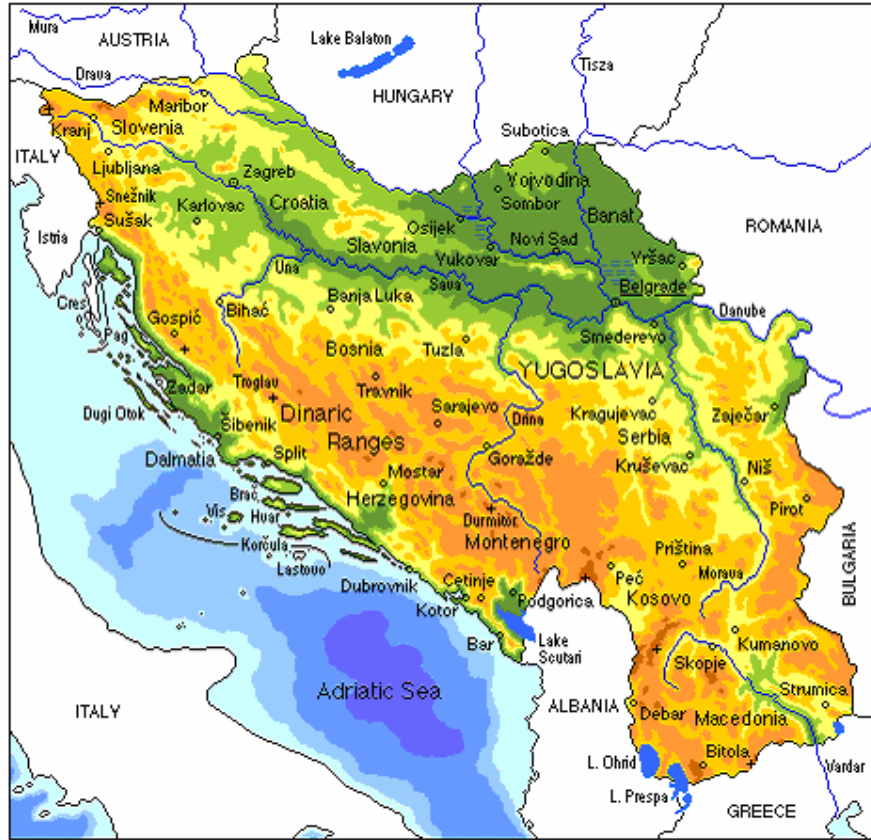 Mura
AUSTRIA
Lake Balaton
Tisza
Drava
HUNGARY
Maribor
Kranj
Slovenia
Subotica
ITALY
Ljubljana
Zagreb
Vojvodina
Snežnik
Karlovac
Croatia
Sombor
Banat
Sušak
Osijek
ROMANIA
Istria
Slavonia
Novi Sad
Vukovar
Vršac
Una
Sava
Belgrade
Cres
Banja Luka
Danube
Bihać
Gospić
Smederevo
Pag
Bosnia
Tuzla
YUGOSLAVIA
Zadar
Troglav
Travnik
Dugi Otok
Dinaric
Sarajevo
Drina
Kragujevac
Zaječar
Šibenik
Ranges
Serbia
Split
Goražde
Kruševac
Niš
Dalmatia
Mostar
Brač
Herzegovina
Pirot
Vis
Hvar
Durmitor
Korčula
Montenegro
Priština
Lastovo
Peć
Morava
BULGARIA
Dubrovnik
Cetinje
Kosovo
Kotor
Podgorica
Bar
Lake
Scutari
Kumanovo
Skopje
Adriatic Sea
Strumica
ITALY
ALBANIA
Debar
Macedonia
Bitola
L. Ohrid
Vardar
L. Prespa
GREECE